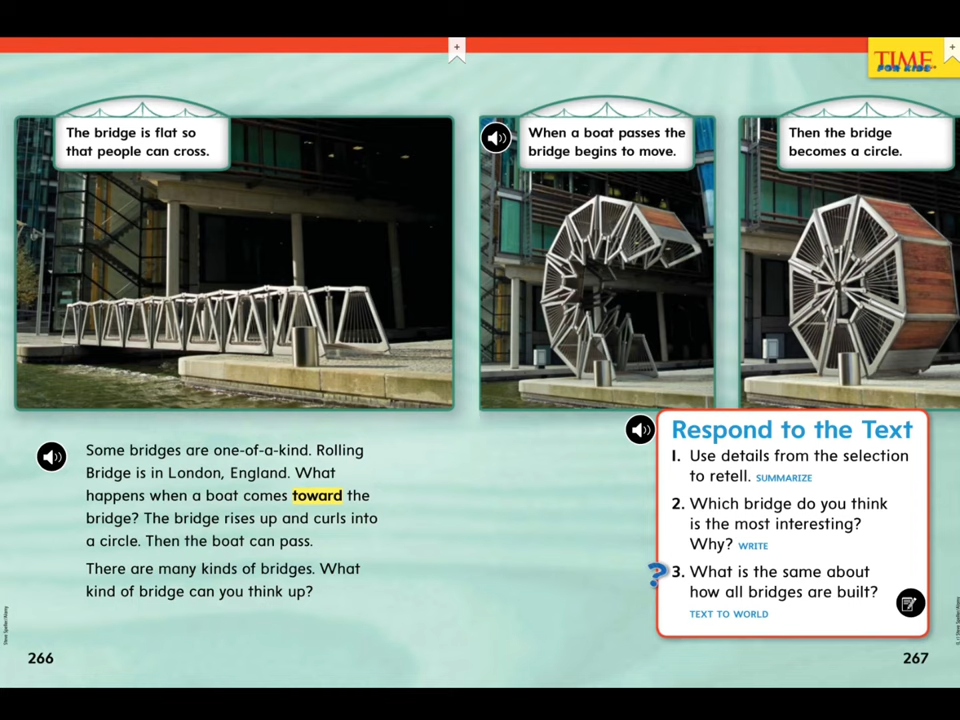 TIME
FOR KIDS
The bridge is flat so
that people can cross.
When a boat passes the
bridge begins to move.
Then the bridge
becomes a circle.
Some bridges are one-of-a-kind. Rolling
Bridge is in London, England. What
happens when a boat comes toward the
bridge? The bridge rises up and curls into
a circle. Then the boat can pass.
There are many kinds of bridges. What
kind of bridge can you think up?
Respond to the Text
1. Use details from the selection
to retell. SUMMARIZE
2. Which bridge do you think
is the most interesting?
Why? WRITE
? 3. What is the same about
how all bridges are built?
TEXT TO WORLD
Steve Speller/Alamy
266
267